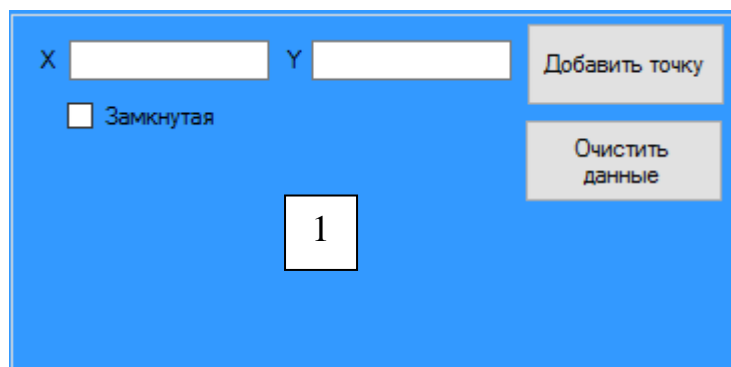 X Y Добавить точку
Замкнутая
Очистить
данные
1